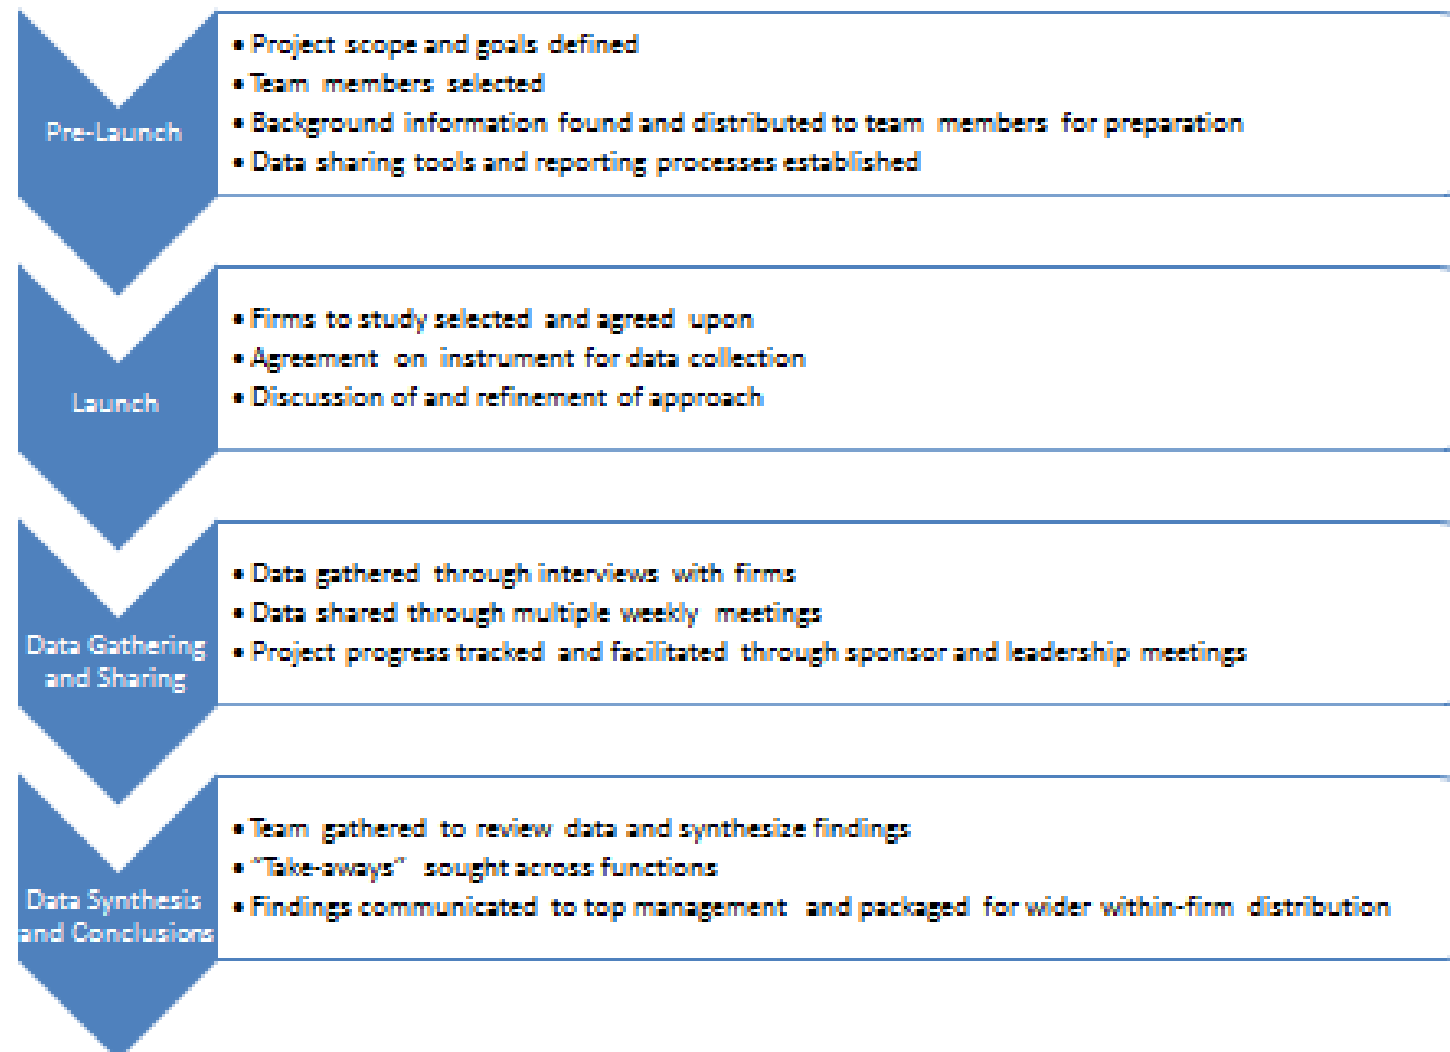 Pre-Launch
• Project scope and goals defined
• Team members selected
• Background information found and distributed to team members for preparation
• Data sharing tools and reporting processes established
Launch
• Firms to study selected and agreed upon
• Agreement on instrument for data collection
• Discussion of and refinement of approach
Data Gathering
and Sharing
• Data gathered through interviews with firms
• Data shared through multiple weekly meetings
• Project progress tracked and facilitated through sponsor and leadership meetings
Data Synthesis
and Conclusions
• Team gathered to review data and synthesize findings
• “Take-aways” sought across functions
• Findings communicated to top management and packaged for wider within-firm distribution